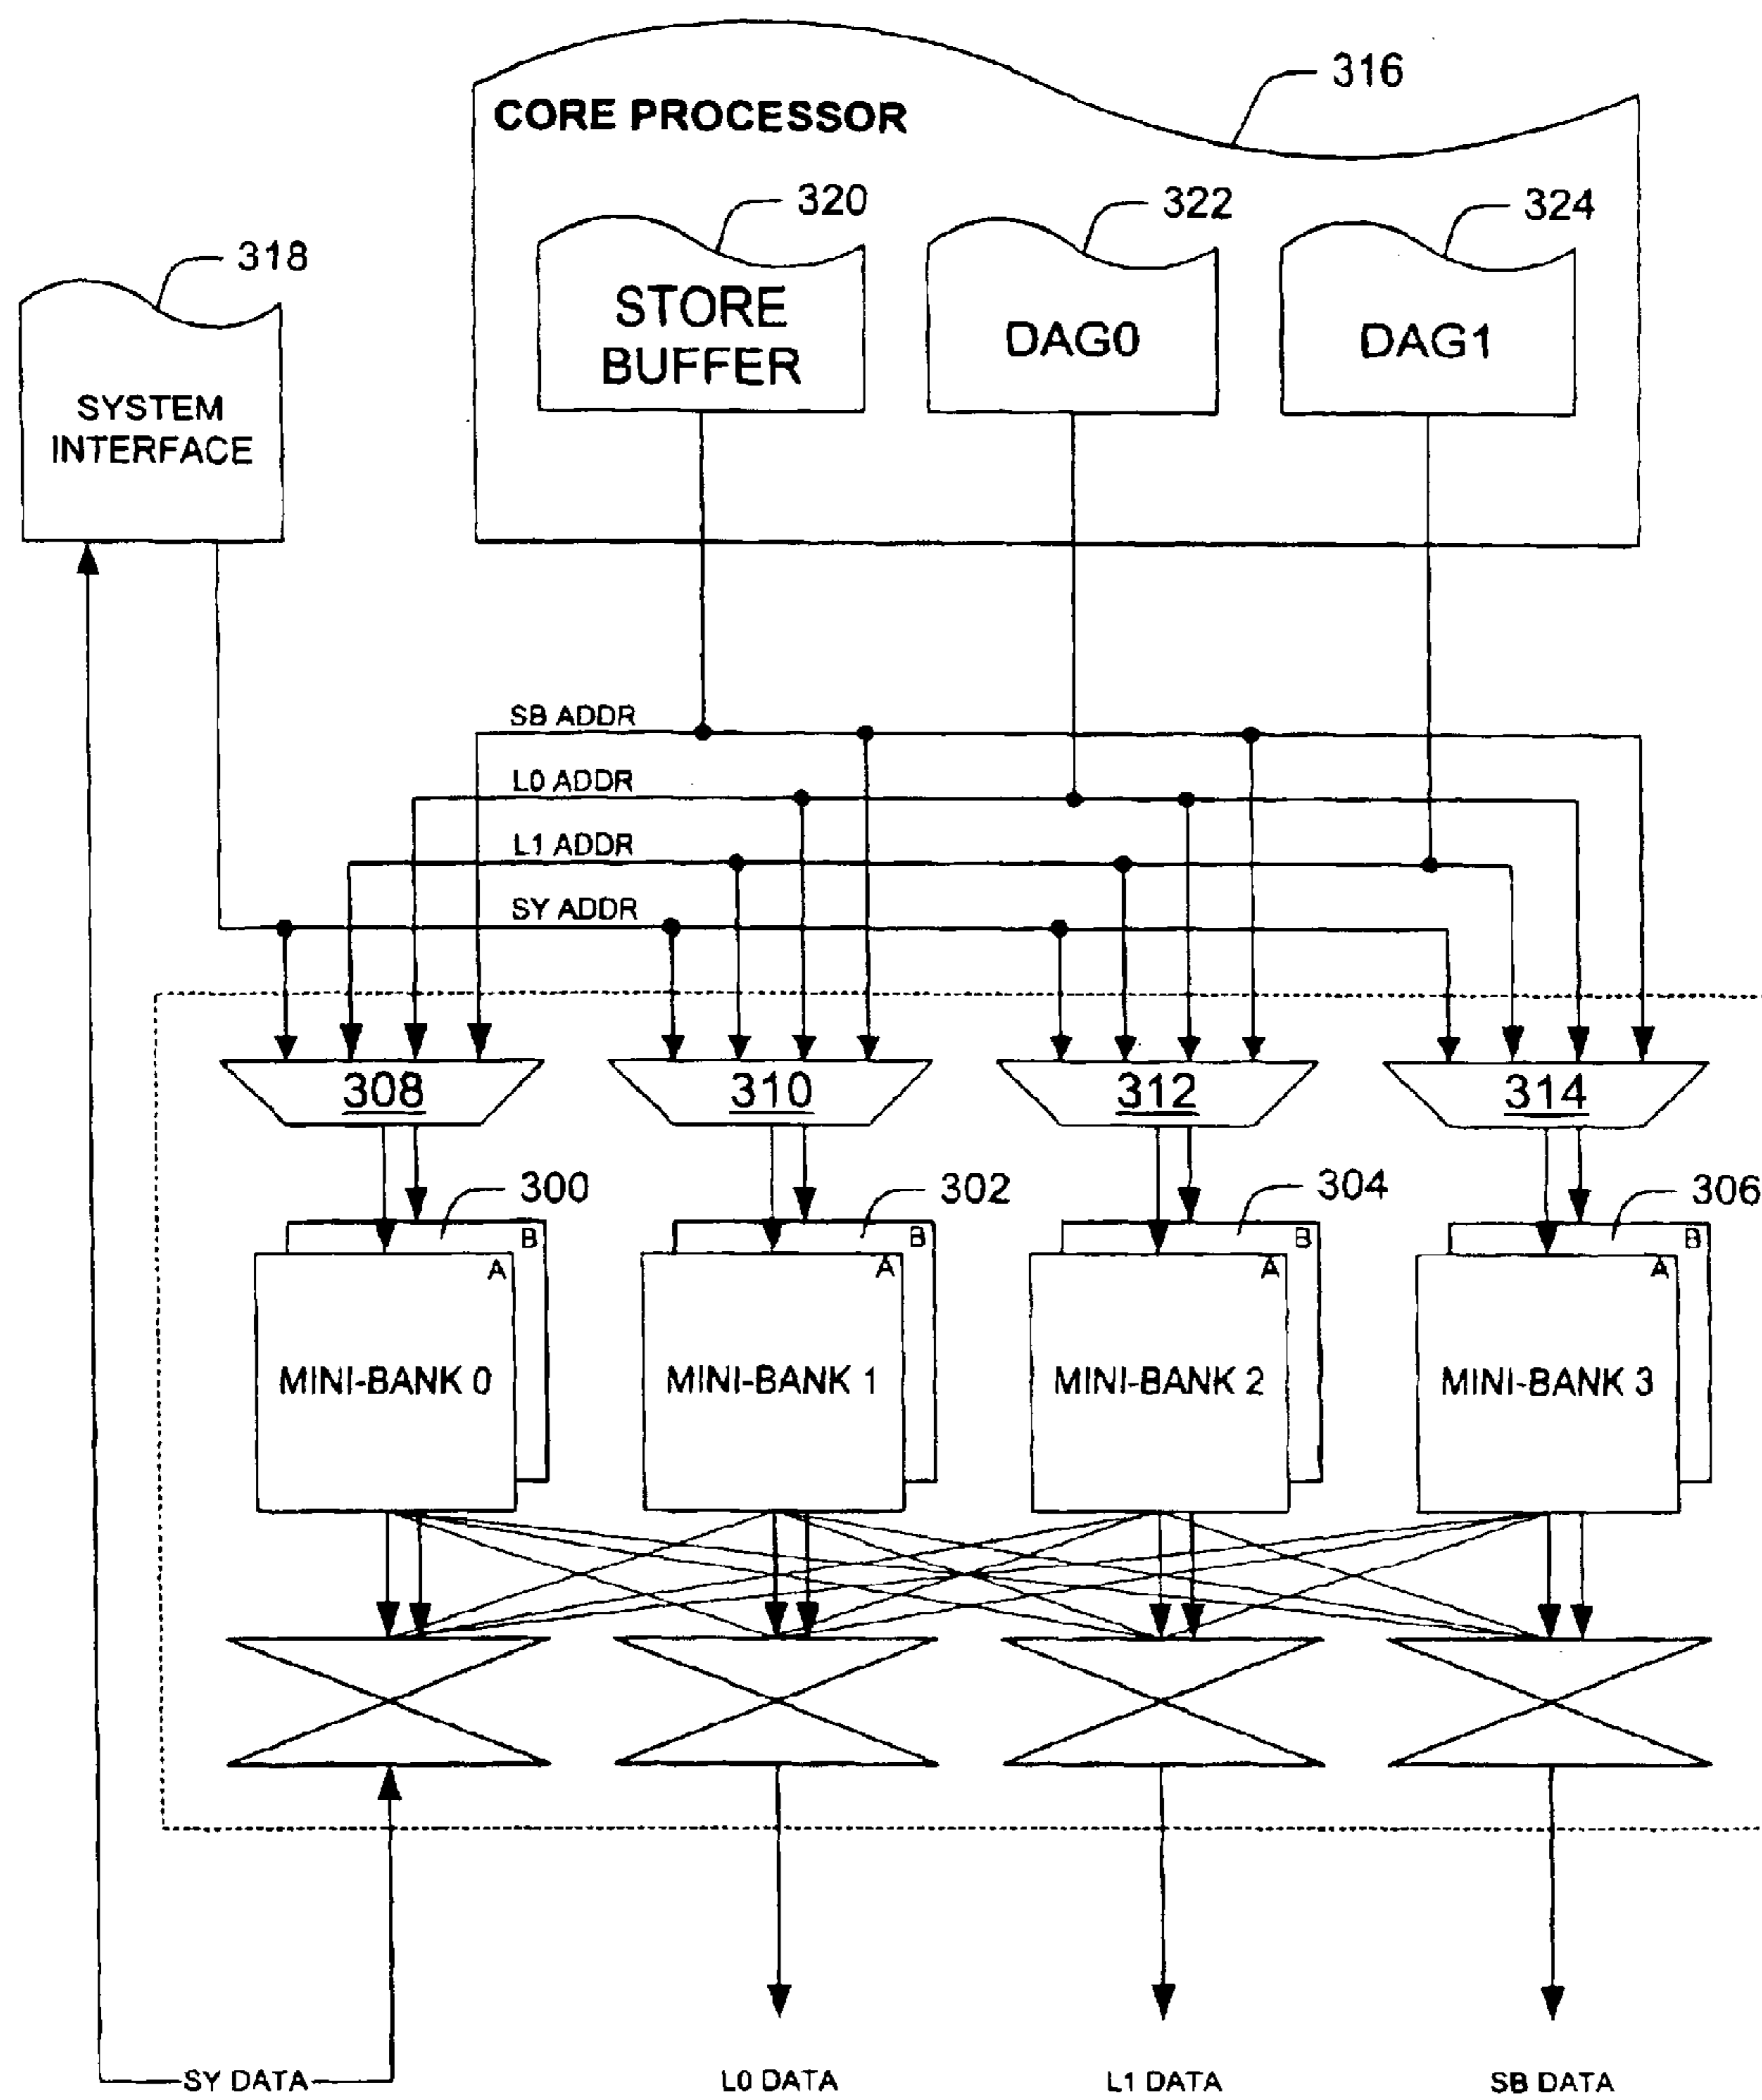 316
CORE PROCESSOR
320
322
324
318
STORE
BUFFER
DAG0
DAG1
SYSTEM
INTERFACE
SB ADDR
L0 ADDR
L1 ADDR
SY ADDR
308
310
312
314
300
302
304
306
B
B
B
B
A
A
A
A
MINI-BANK 0
MINI-BANK 1
MINI-BANK 2
MINI-BANK 3
SY DATA
L0 DATA
L1 DATA
SB DATA